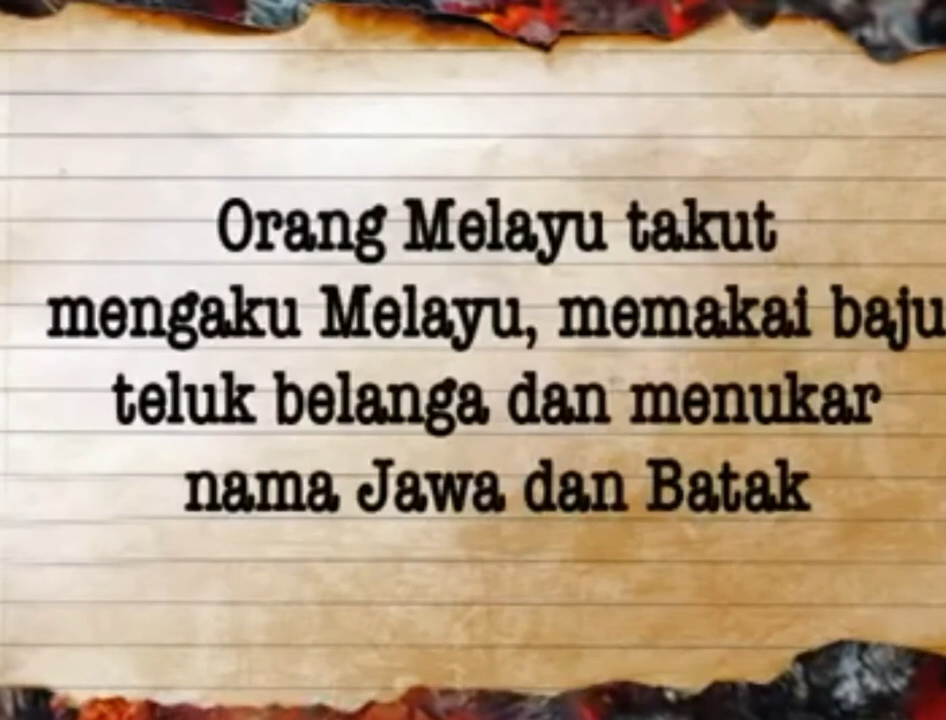 Orang Melayu takut
mengaku Melayu, memakai baju
teluk belanga dan menukar
nama Jawa dan Batak